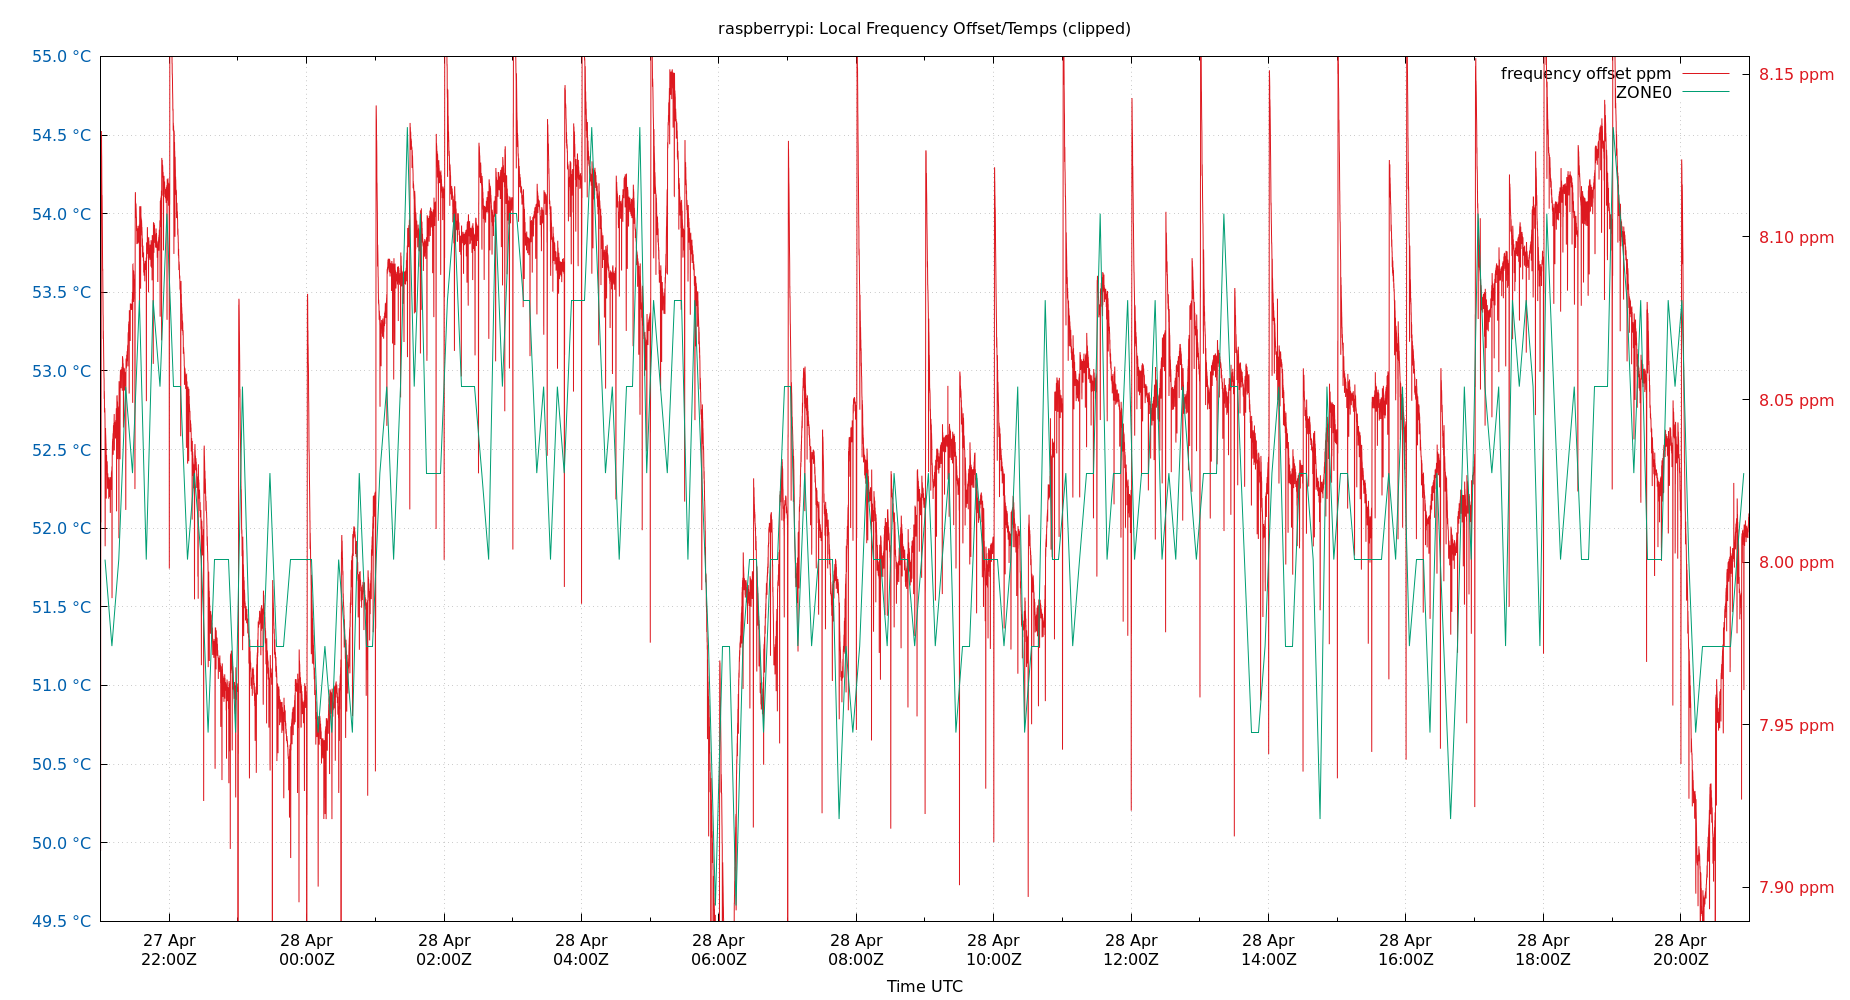 raspberrypi: Local Frequency Offset/Temps (clipped)
frequency offset ppm
ZONE0
55.0 °C
54.5 °C
54.0 °C
53.5 °C
53.0 °C
52.5 °C
52.0 °C
51.5 °C
51.0 °C
50.5 °C
50.0 °C
49.5 °C
8.15 ppm
8.10 ppm
8.05 ppm
8.00 ppm
7.95 ppm
7.90 ppm
27 Apr
22:00Z
28 Apr
00:00Z
28 Apr
02:00Z
28 Apr
04:00Z
28 Apr
06:00Z
28 Apr
08:00Z
28 Apr
10:00Z
28 Apr
12:00Z
28 Apr
14:00Z
28 Apr
16:00Z
28 Apr
18:00Z
28 Apr
20:00Z
Time UTC